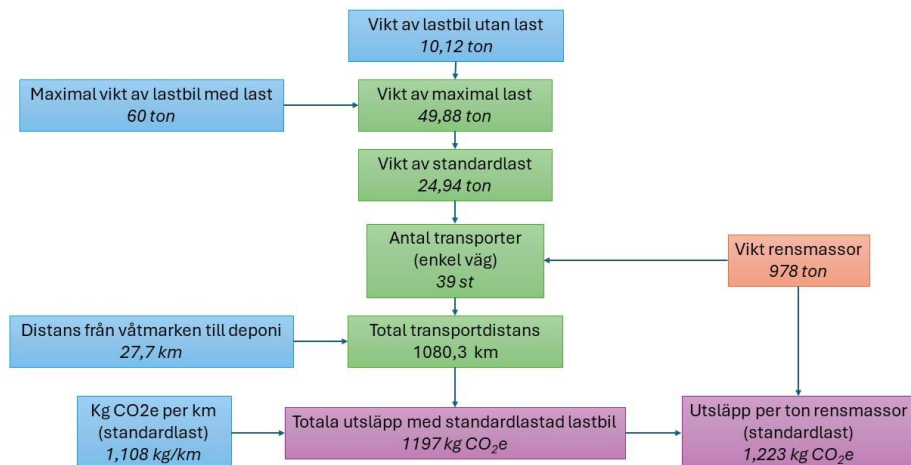 Vikt av lastbil utan last
10,12 ton
Maximal vikt av lastbil med last
60 ton
Vikt av maximal last
49,88 ton
Vikt av standardlast
24,94 ton
Antal transporter
(enkel väg)
39 st
Vikt rensmassor
978 ton
Distans från våtmarken till deponi
27,7 km
Total transportdistans
1080,3 km
Kg CO2e per km
(standardlast)
1,108 kg/km
Totala utsläpp med standardlastad lastbil
1197 kg CO₂e
Utsläpp per ton rensmassor
(standardlast)
1,223 kg CO₂e